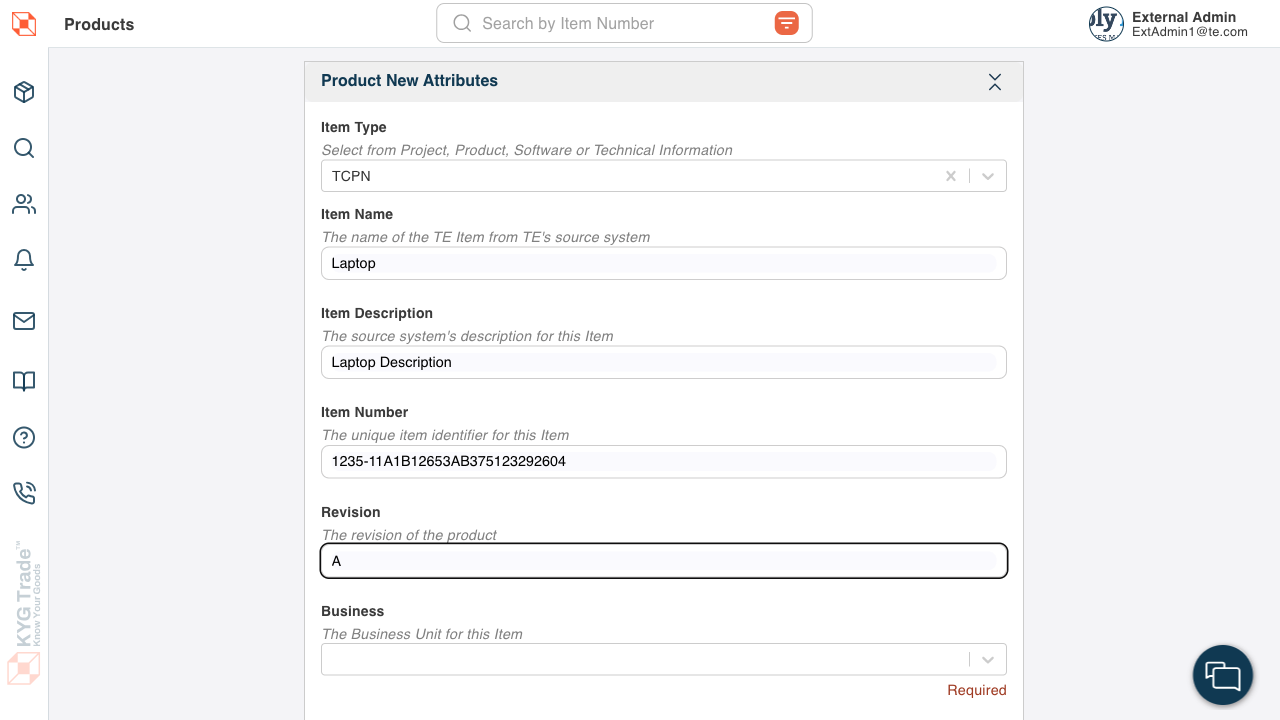 Products
Search by Item Number
ly
External Admin
ExtAdmin1@te.com
Product New Attributes
Item Type
Select from Project, Product, Software or Technical Information
TCPN
Item Name
The name of the TE Item from TE's source system
Laptop
Item Description
The source system's description for this Item
Laptop Description
Item Number
The unique item identifier for this Item
1235-11A1B12653AB375123292604
Revision
The revision of the product
A
Business
The Business Unit for this Item
Required
KYG Trade™
Know Your Goods